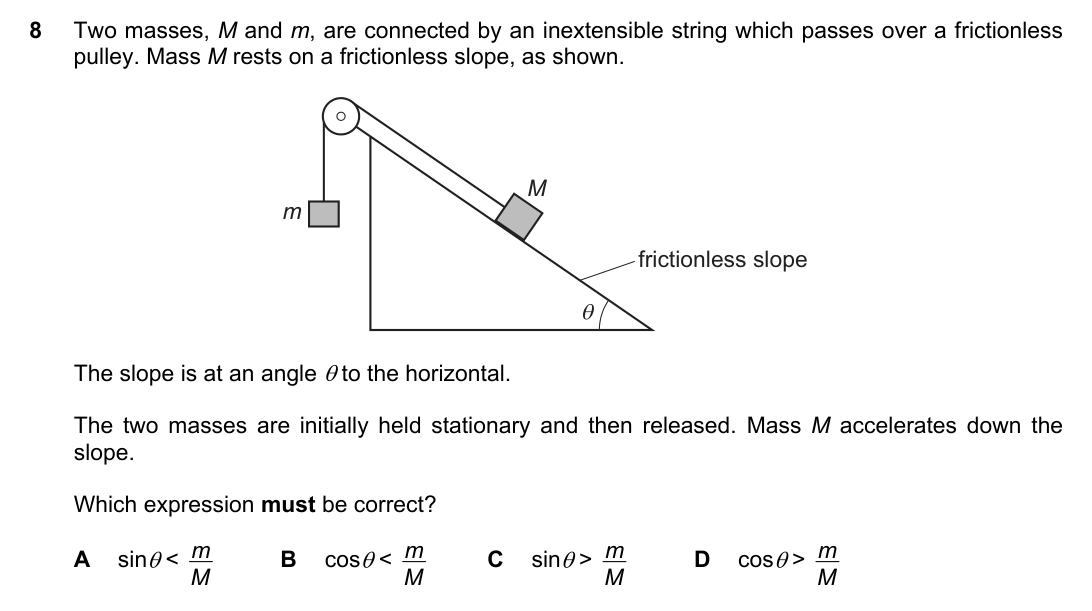 8 Two masses, M and m, are connected by an inextensible string which passes over a frictionless
pulley. Mass M rests on a frictionless slope, as shown.
M
m
frictionless slope
θ
The slope is at an angle θ to the horizontal.
The two masses are initially held stationary and then released. Mass M accelerates down the
slope.
Which expression must be correct?
A sinθ < m/M B cosθ < m/M C sinθ > m/M D cosθ > m/M